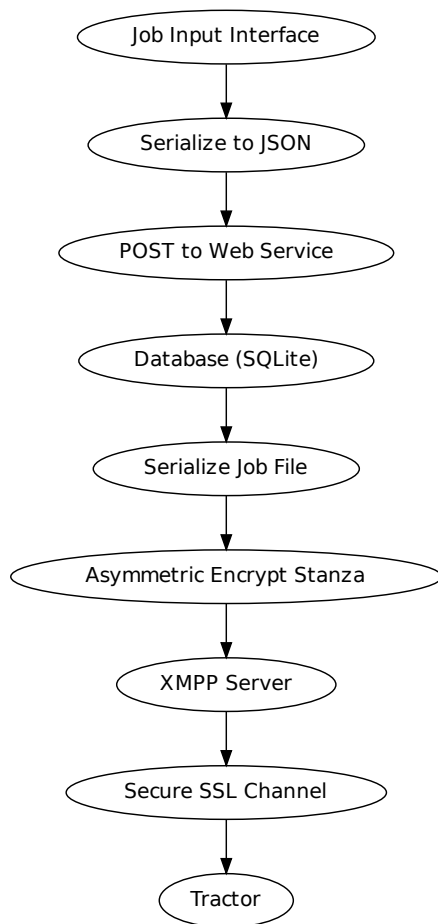 Job Input Interface
Serialize to JSON
POST to Web Service
Database (SQLite)
Serialize Job File
Asymmetric Encrypt Stanza
XMPP Server
Secure SSL Channel
Tractor